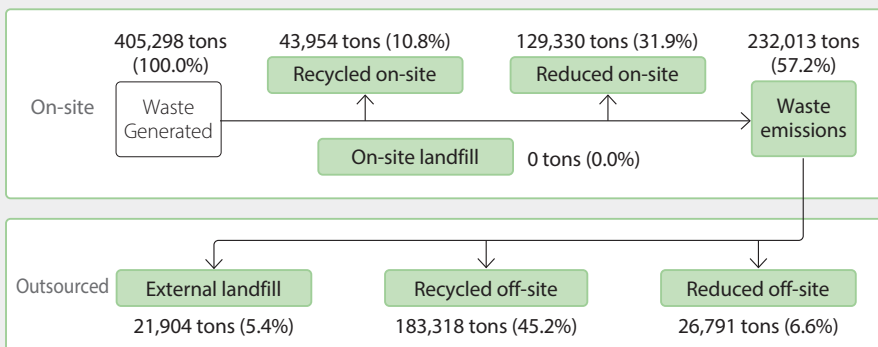 405,298 tons
(100.0%)
43,954 tons (10.8%)
129,330 tons (31.9%)
232,013 tons
(57.2%)
Recycled on-site
Reduced on-site
On-site
Waste
Generated
Waste
emissions
On-site landfill
0 tons (0.0%)
Outsourced
External landfill
Recycled off-site
Reduced off-site
21,904 tons (5.4%)
183,318 tons (45.2%)
26,791 tons (6.6%)